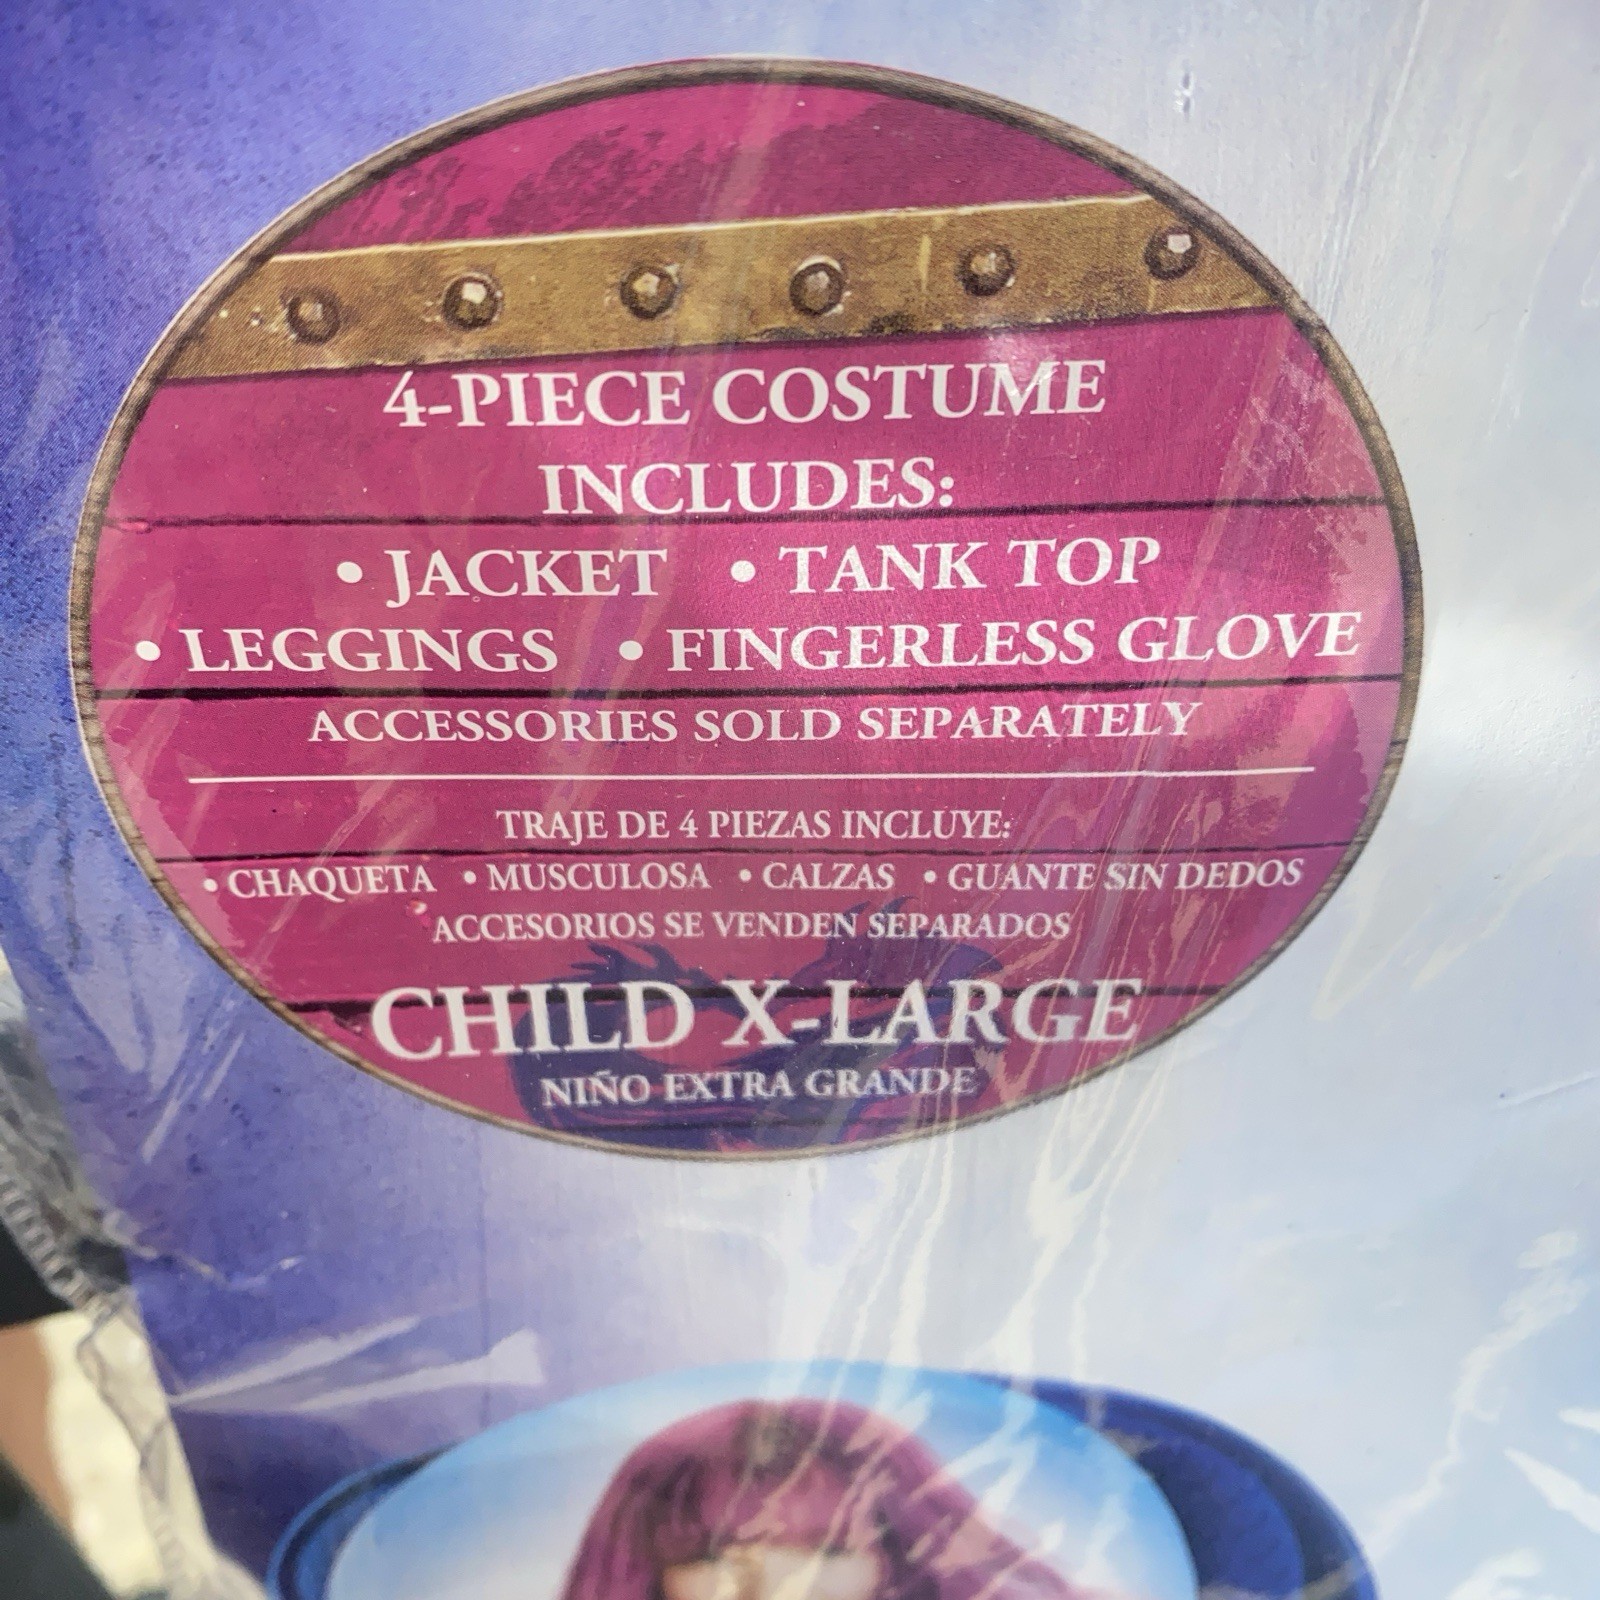 4-PIECE COSTUME
INCLUDES:
• JACKET • TANK TOP
• LEGGINGS • FINGERLESS GLOVE
ACCESSORIES SOLD SEPARATELY
TRAJE DE 4 PIEZAS INCLUYE:
• CHAQUETA • MUSCULOSA • CALZAS • GUANTE SIN DEDOS
ACCESORIOS SE VENDEN SEPARADOS
CHILD X-LARGE
NIÑO EXTRA GRANDE